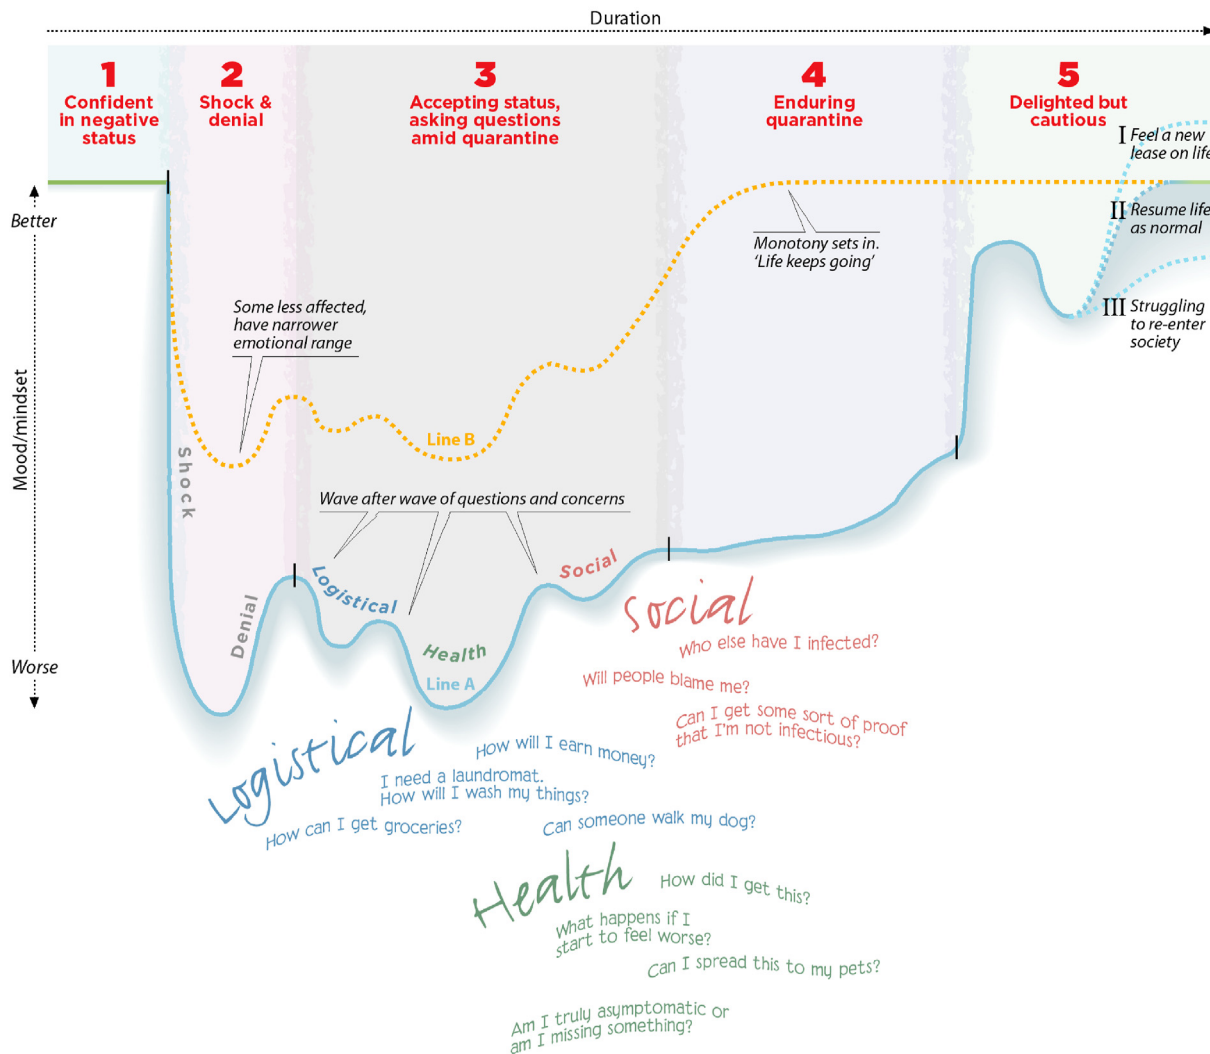 Duration
1
Confident
in negative
status
2
Shock &
denial
3
Accepting status,
asking questions
amid quarantine
4
Enduring
quarantine
5
Delighted but
cautious
I Feel a new
lease on life
II Resume life
as normal
III Struggling
to re-enter
society
Better
Mood/mindset
Worse
Monotony sets in.
‘Life keeps going’
Some less affected,
have narrower
emotional range
Line B
Shock
Wave after wave of questions and concerns
Denial
Logistical
Health
Line A
Social
Social
Who else have I infected?
Will people blame me?
Can I get some sort of proof
that I'm not infectious?
Logistical
How will I earn money?
I need a laundromat.
How will I wash my things?
How can I get groceries?
Can someone walk my dog?
Health
How did I get this?
What happens if I
start to feel worse?
Can I spread this to my pets?
Am I truly asymptomatic or
am I missing something?